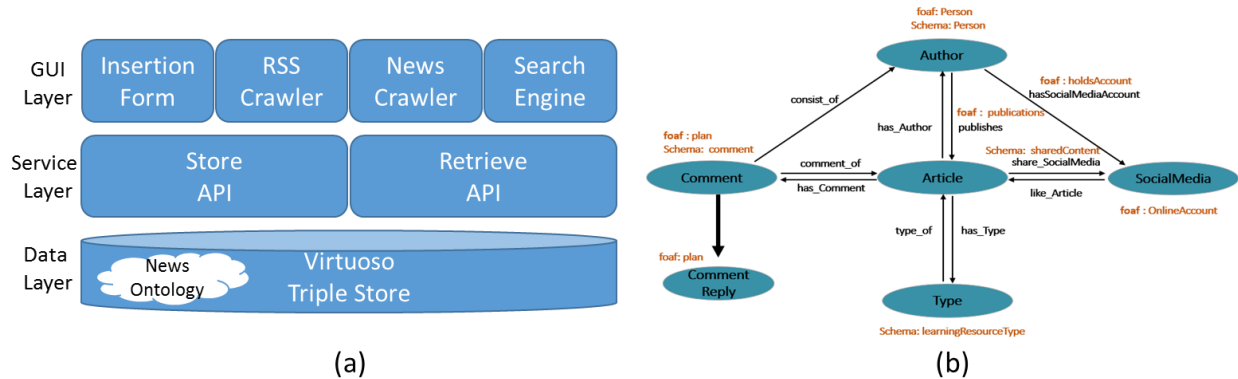 GUI
Layer
Insertion
Form
RSS
Crawler
News
Crawler
Search
Engine
Service
Layer
Store
API
Retrieve
API
Data
Layer
News
Ontology
Virtuoso
Triple Store
(a)
foaf: Person
Schema: Person
Author
foaf : holdsAccount
hasSocialMediaAccount
consist_of
foaf : publications
has_Author
publishes
foaf : plan
Schema: comment
Schema: sharedContent
comment_of
share_SocialMedia
Comment
Article
SocialMedia
has_Comment
like_Article
foaf : OnlineAccount
type_of
has_Type
foaf: plan
Comment
Reply
Type
Schema: learningResourceType
(b)